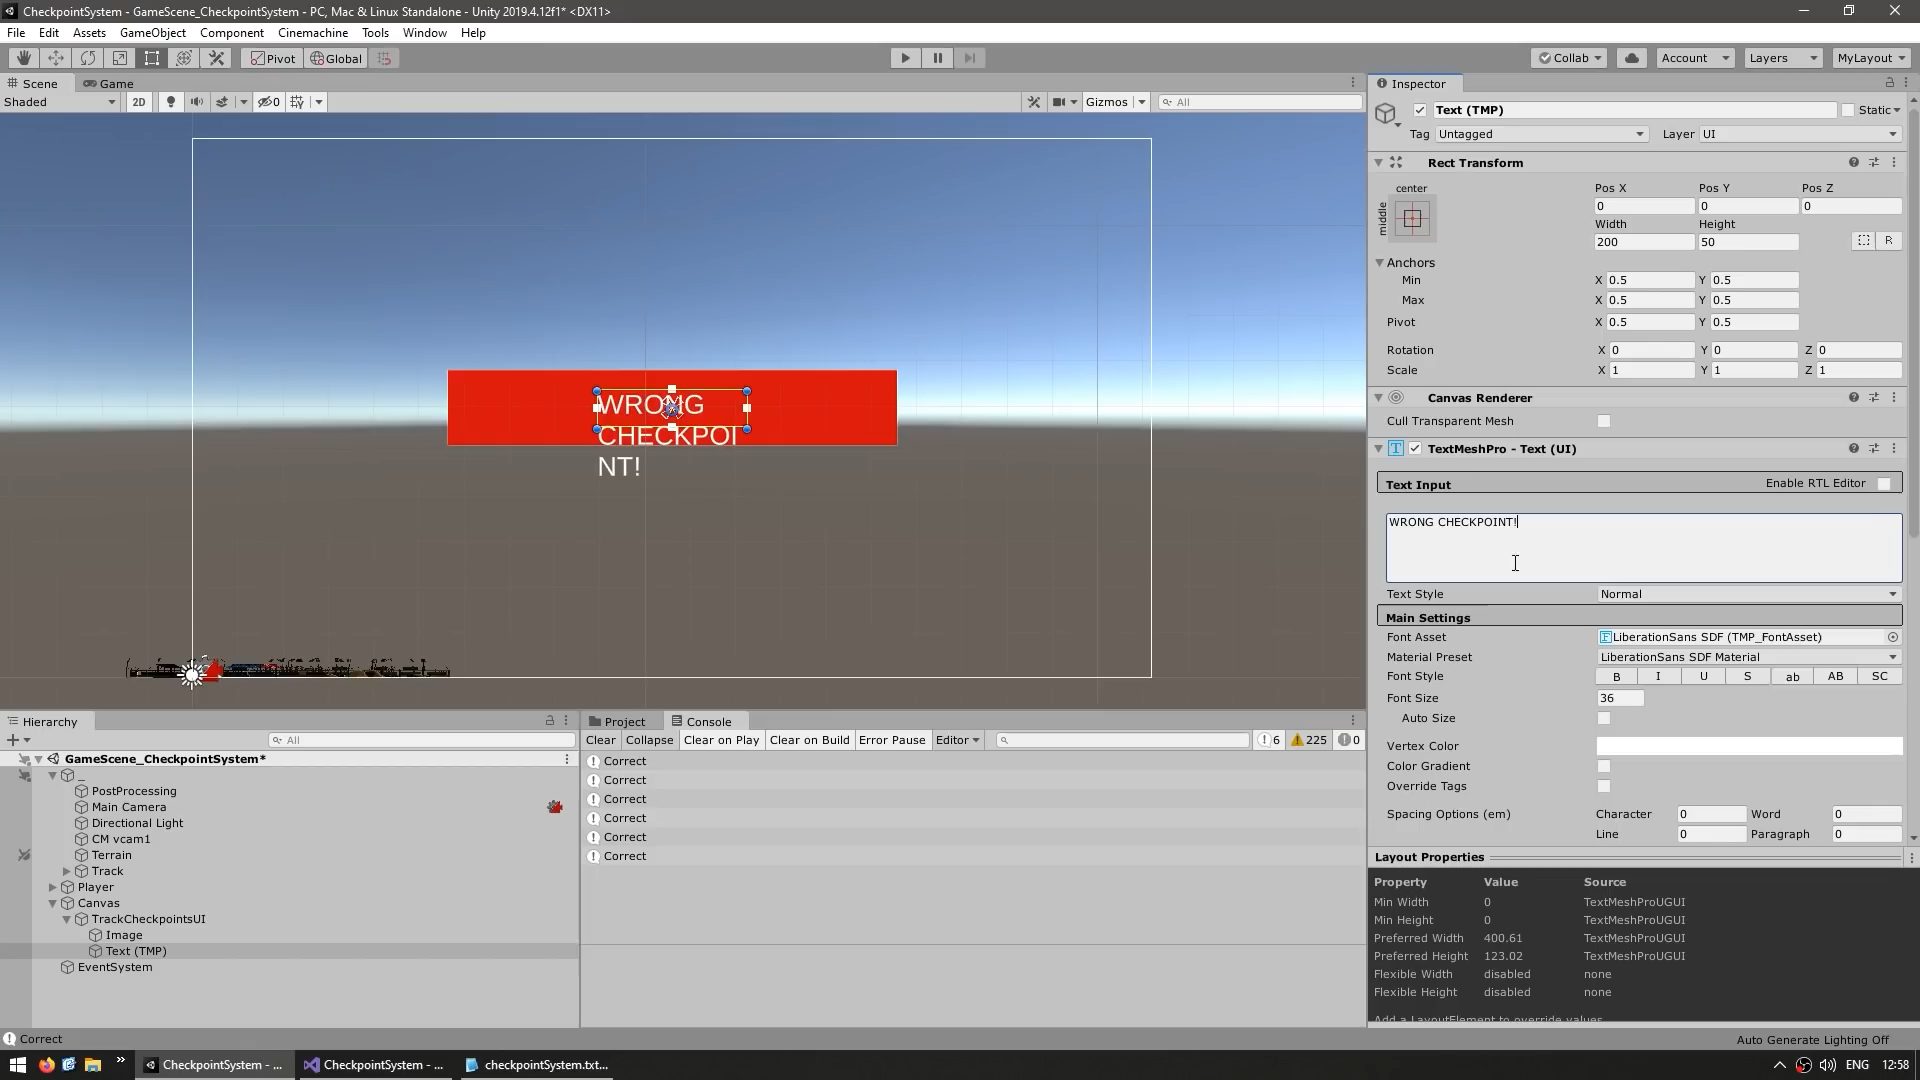 CheckpointSystem - GameScene_CheckpointSystem - PC, Mac & Linux Standalone - Unity 2019.4.12f1* <DX11>
File Edit Assets GameObject Component Cinemachine Tools Window Help
Pivot Global Collab Account Layers MyLayout
Scene Game
Shaded 2D 0 Gizmos All
WRONG
CHECKPOI
NT!
Inspector
Text (TMP) Static
Tag Untagged Layer UI
Rect Transform
center
middle
Pos X Pos Y Pos Z
0 0 0
Width Height
200 50 R
Anchors
Min X 0.5 Y 0.5
Max X 0.5 Y 0.5
Pivot X 0.5 Y 0.5
Rotation X 0 Y 0 Z 0
Scale X 1 Y 1 Z 1
Canvas Renderer
Cull Transparent Mesh
TextMeshPro - Text (UI)
Text Input Enable RTL Editor
WRONG CHECKPOINT!
Text Style Normal
Main Settings
Font Asset LiberationSans SDF (TMP_FontAsset)
Material Preset LiberationSans SDF Material
Font Style B I U S ab AB SC
Font Size 36
Auto Size
Vertex Color
Color Gradient
Override Tags
Spacing Options (em) Character 0 Word 0
Line 0 Paragraph 0
Layout Properties
Property Value Source
Min Width 0 TextMeshProUGUI
Min Height 0 TextMeshProUGUI
Preferred Width 400.61 TextMeshProUGUI
Preferred Height 123.02 TextMeshProUGUI
Flexible Width disabled none
Flexible Height disabled none
Add a LayoutElement to override values
Hierarchy
All
GameScene_CheckpointSystem*
_
PostProcessing
Main Camera
Directional Light
CM vcam1
Terrain
Track
Player
Canvas
TrackCheckpointsUI
Image
Text (TMP)
EventSystem
Project Console
Clear Collapse Clear on Play Clear on Build Error Pause Editor 6 225 0
Correct
Correct
Correct
Correct
Correct
Correct
Correct
Auto Generate Lighting Off
CheckpointSystem - ... CheckpointSystem - ... checkpointSystem.txt... ENG 12:58